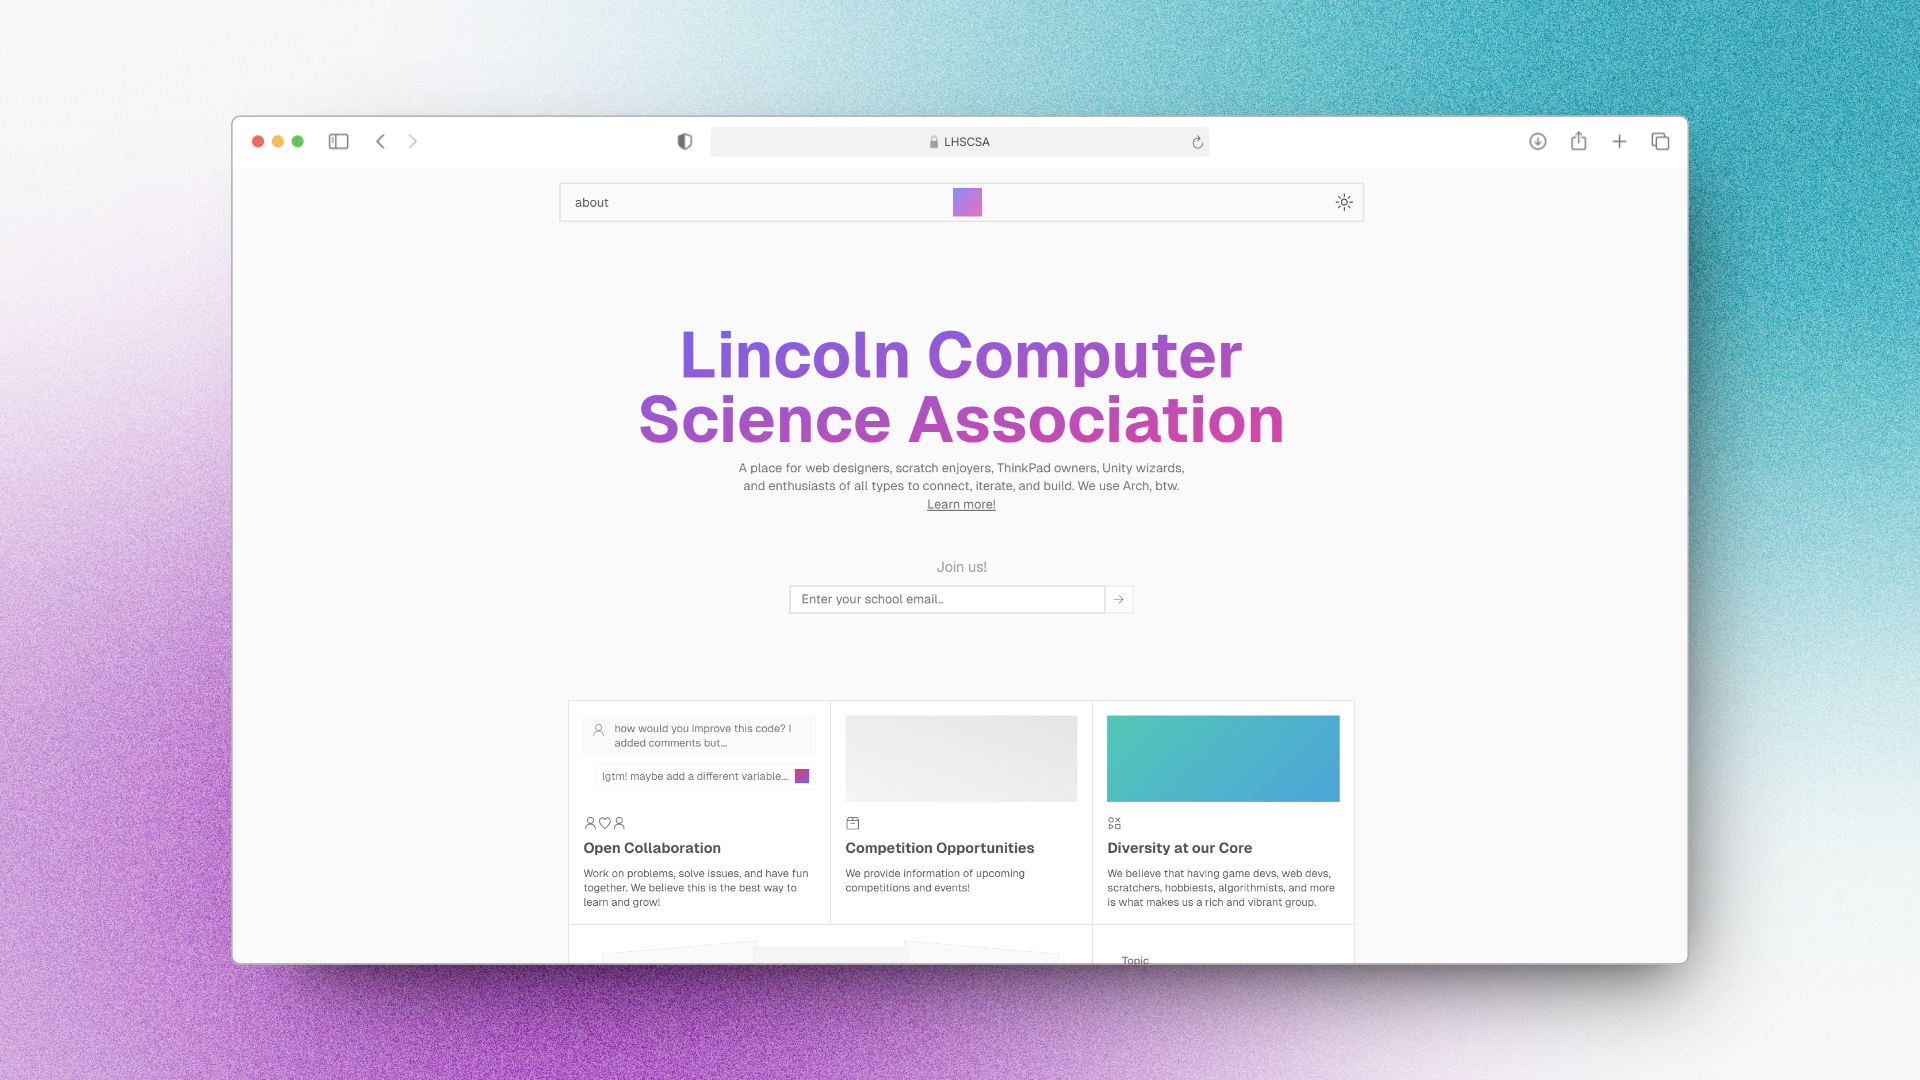 LHSCSA
about
Lincoln Computer
Science Association
A place for web designers, scratch enjoyers, ThinkPad owners, Unity wizards,
and enthusiasts of all types to connect, iterate, and build. We use Arch, btw.
Learn more!
Join us!
Enter your school email..
how would you improve this code? I
added comments but...
lgtm! maybe add a different variable...
Open Collaboration
Work on problems, solve issues, and have fun
together. We believe this is the best way to
learn and grow!
Competition Opportunities
We provide information of upcoming
competitions and events!
Diversity at our Core
We believe that having game devs, web devs,
scratchers, hobbiests, algorithmists, and more
is what makes us a rich and vibrant group.
Topic